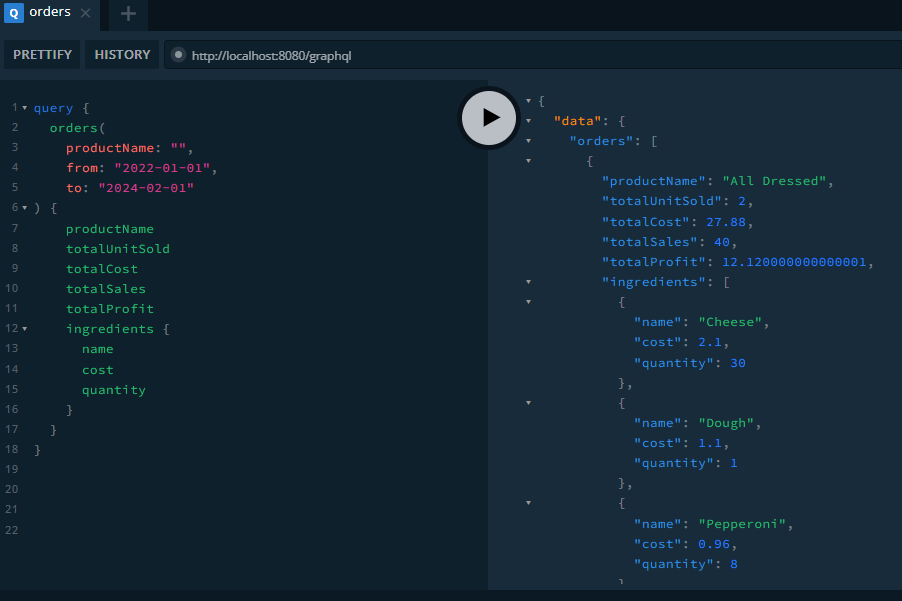 Q orders × +
PRETTIFY HISTORY http://localhost:8080/graphql
1 query {
2 orders(
3 productName: "",
4 from: "2022-01-01",
5 to: "2024-02-01"
6 ) {
7 productName
8 totalUnitSold
9 totalCost
10 totalSales
11 totalProfit
12 ingredients {
13 name
14 cost
15 quantity
16 }
17 }
18 }
19
20
21
22
{
"data": {
"orders": [
{
"productName": "All Dressed",
"totalUnitSold": 2,
"totalCost": 27.88,
"totalSales": 40,
"totalProfit": 12.120000000000001,
"ingredients": [
{
"name": "Cheese",
"cost": 2.1,
"quantity": 30
},
{
"name": "Dough",
"cost": 1.1,
"quantity": 1
},
{
"name": "Pepperoni",
"cost": 0.96,
"quantity": 8